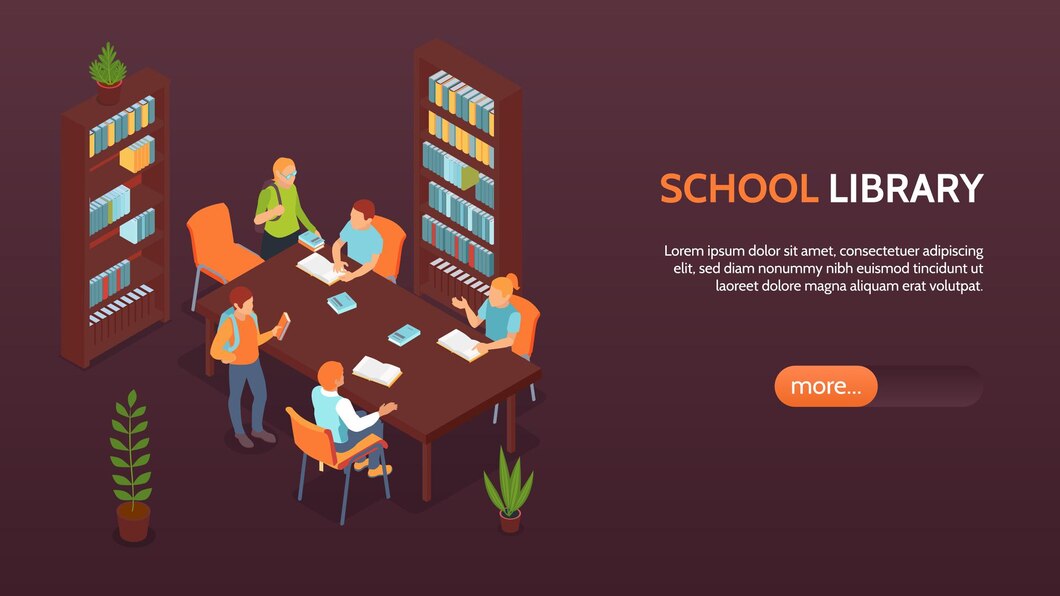 SCHOOL LIBRARY
Lorem ipsum dolor sit amet, consectetuer adipiscing
elit, sed diam nonummy nibh euismod tincidunt ut
laoreet dolore magna aliquam erat volutpat.
more...